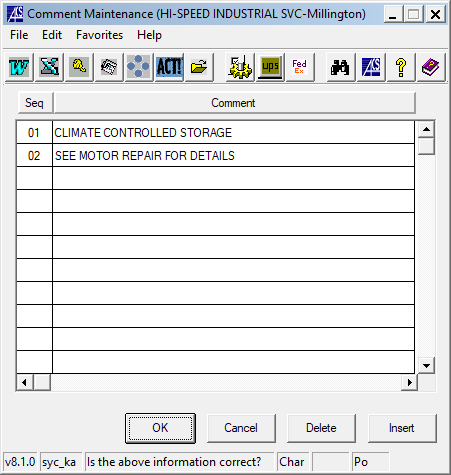 Comment Maintenance (HI-SPEED INDUSTRIAL SVC-Millington)
File Edit Favorites Help
W X ACT! ups Fed Ex AIS ?
Seq Comment
01 CLIMATE CONTROLLED STORAGE
02 SEE MOTOR REPAIR FOR DETAILS
OK Cancel Delete Insert
v8.1.0 syc_ka Is the above information correct? Char Po